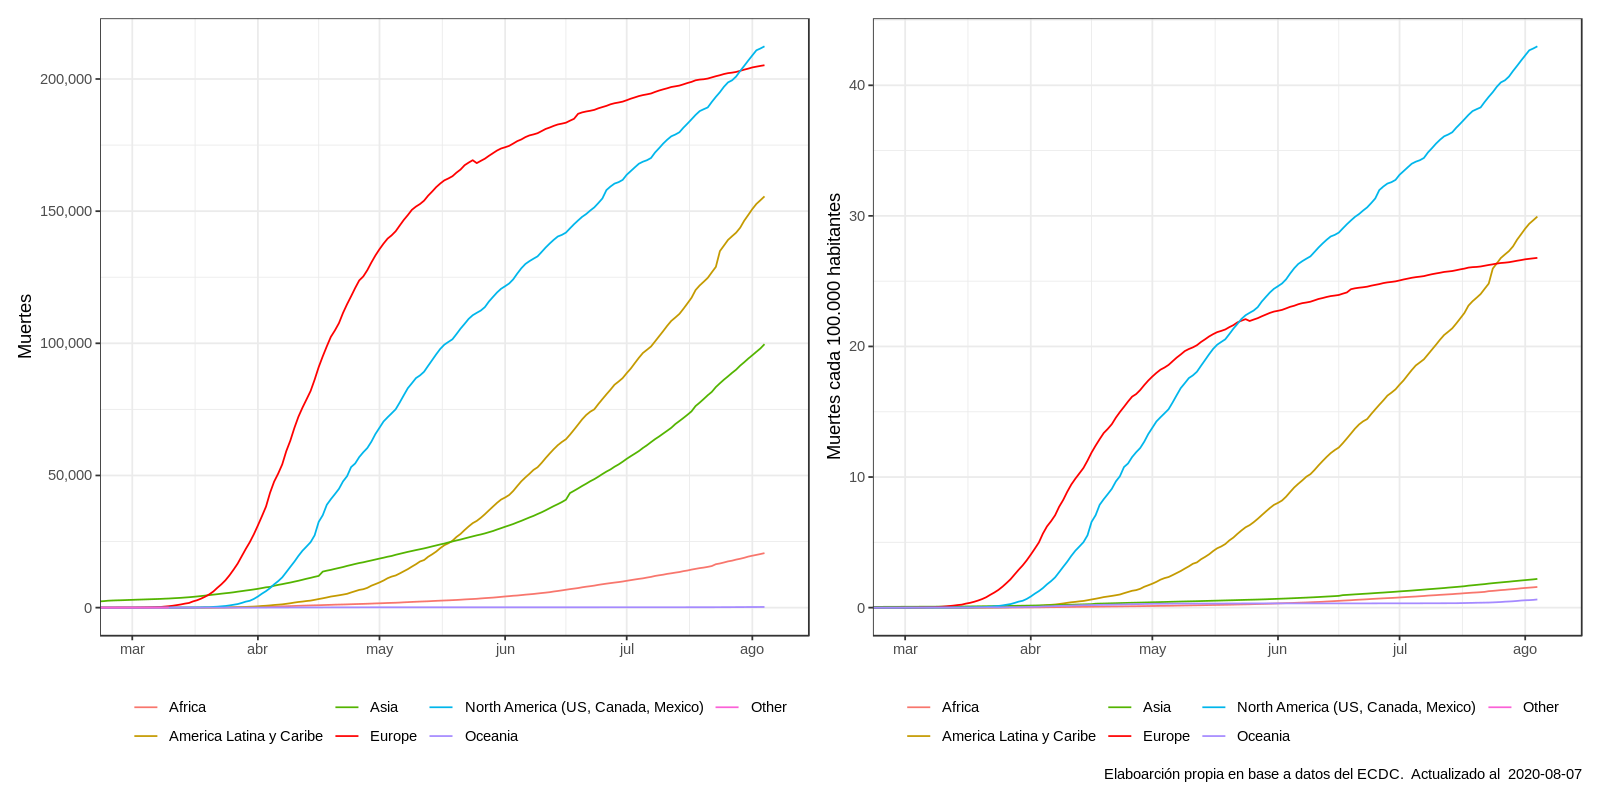 Muertes
200,000
150,000
100,000
50,000
0
mar abr may jun jul ago
Africa Asia North America (US, Canada, Mexico) Other
America Latina y Caribe Europe Oceania
Muertes cada 100.000 habitantes
40
30
20
10
0
mar abr may jun jul ago
Africa Asia North America (US, Canada, Mexico) Other
America Latina y Caribe Europe Oceania
Elaboarción propia en base a datos del ECDC. Actualizado al 2020-08-07